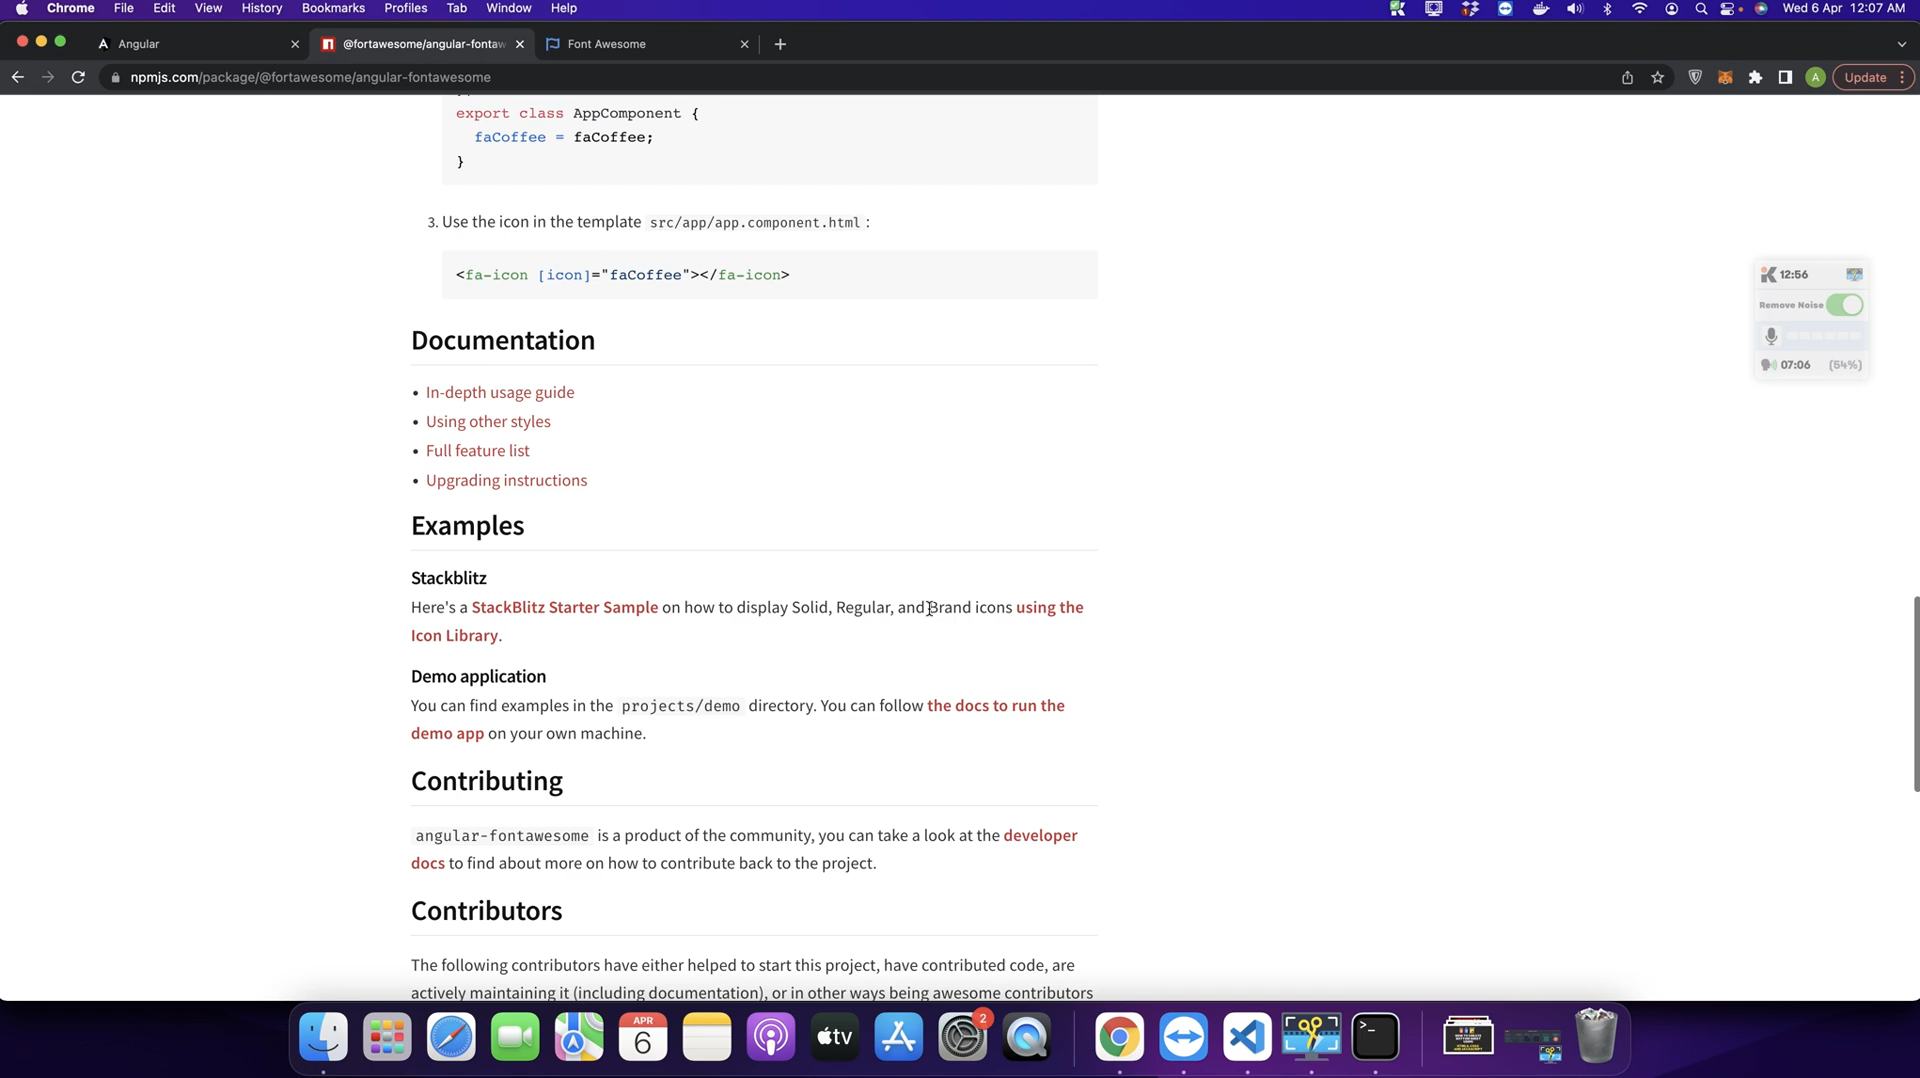 Chrome File Edit View History Bookmarks Profiles Tab Window Help Wed 6 Apr 12:07 AM
Angular @fortawesome/angular-fontaw Font Awesome
npmjs.com/package/@fortawesome/angular-fontawesome A Update
export class AppComponent {
faCoffee = faCoffee;
}
3. Use the icon in the template src/app/app.component.html :
<fa-icon [icon]="faCoffee"></fa-icon>
12:56
Remove Noise
07:06 (54%)
Documentation
• In-depth usage guide
• Using other styles
• Full feature list
• Upgrading instructions
Examples
Stackblitz
Here's a StackBlitz Starter Sample on how to display Solid, Regular, and Brand icons using the
Icon Library.
Demo application
You can find examples in the projects/demo directory. You can follow the docs to run the
demo app on your own machine.
Contributing
angular-fontawesome is a product of the community, you can take a look at the developer
docs to find about more on how to contribute back to the project.
Contributors
The following contributors have either helped to start this project, have contributed code, are
actively maintaining it (including documentation), or in other ways being awesome contributors
APR
6
tv
2